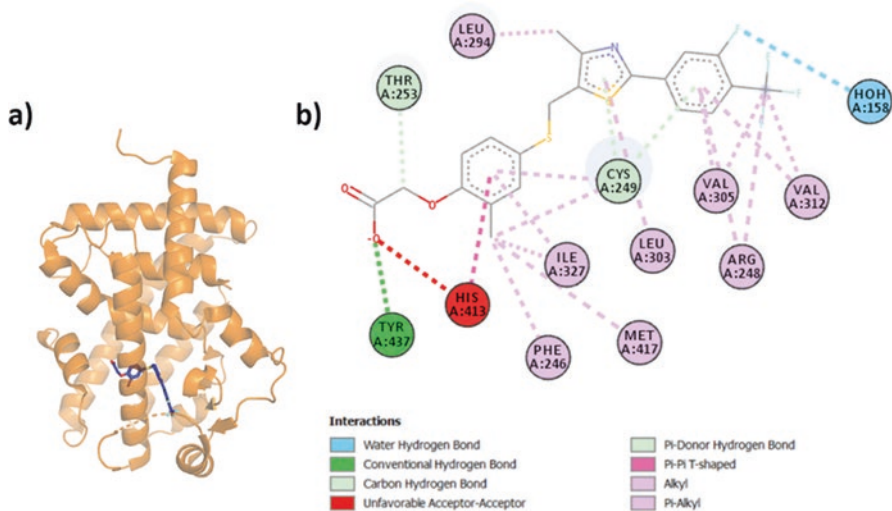 a)
b)
LEU
A:294
THR
A:253
N
F
HOH
A:158
S
S
F
F
F
CYS
A:249
VAL
A:305
VAL
A:312
O
O
-O
ILE
A:327
LEU
A:303
ARG
A:248
HIS
A:413
TYR
A:437
PHE
A:246
MET
A:417
Interactions
Water Hydrogen Bond
Conventional Hydrogen Bond
Carbon Hydrogen Bond
Unfavorable Acceptor-Acceptor
Pi-Donor Hydrogen Bond
Pi-Pi T-shaped
Alkyl
Pi-Alkyl